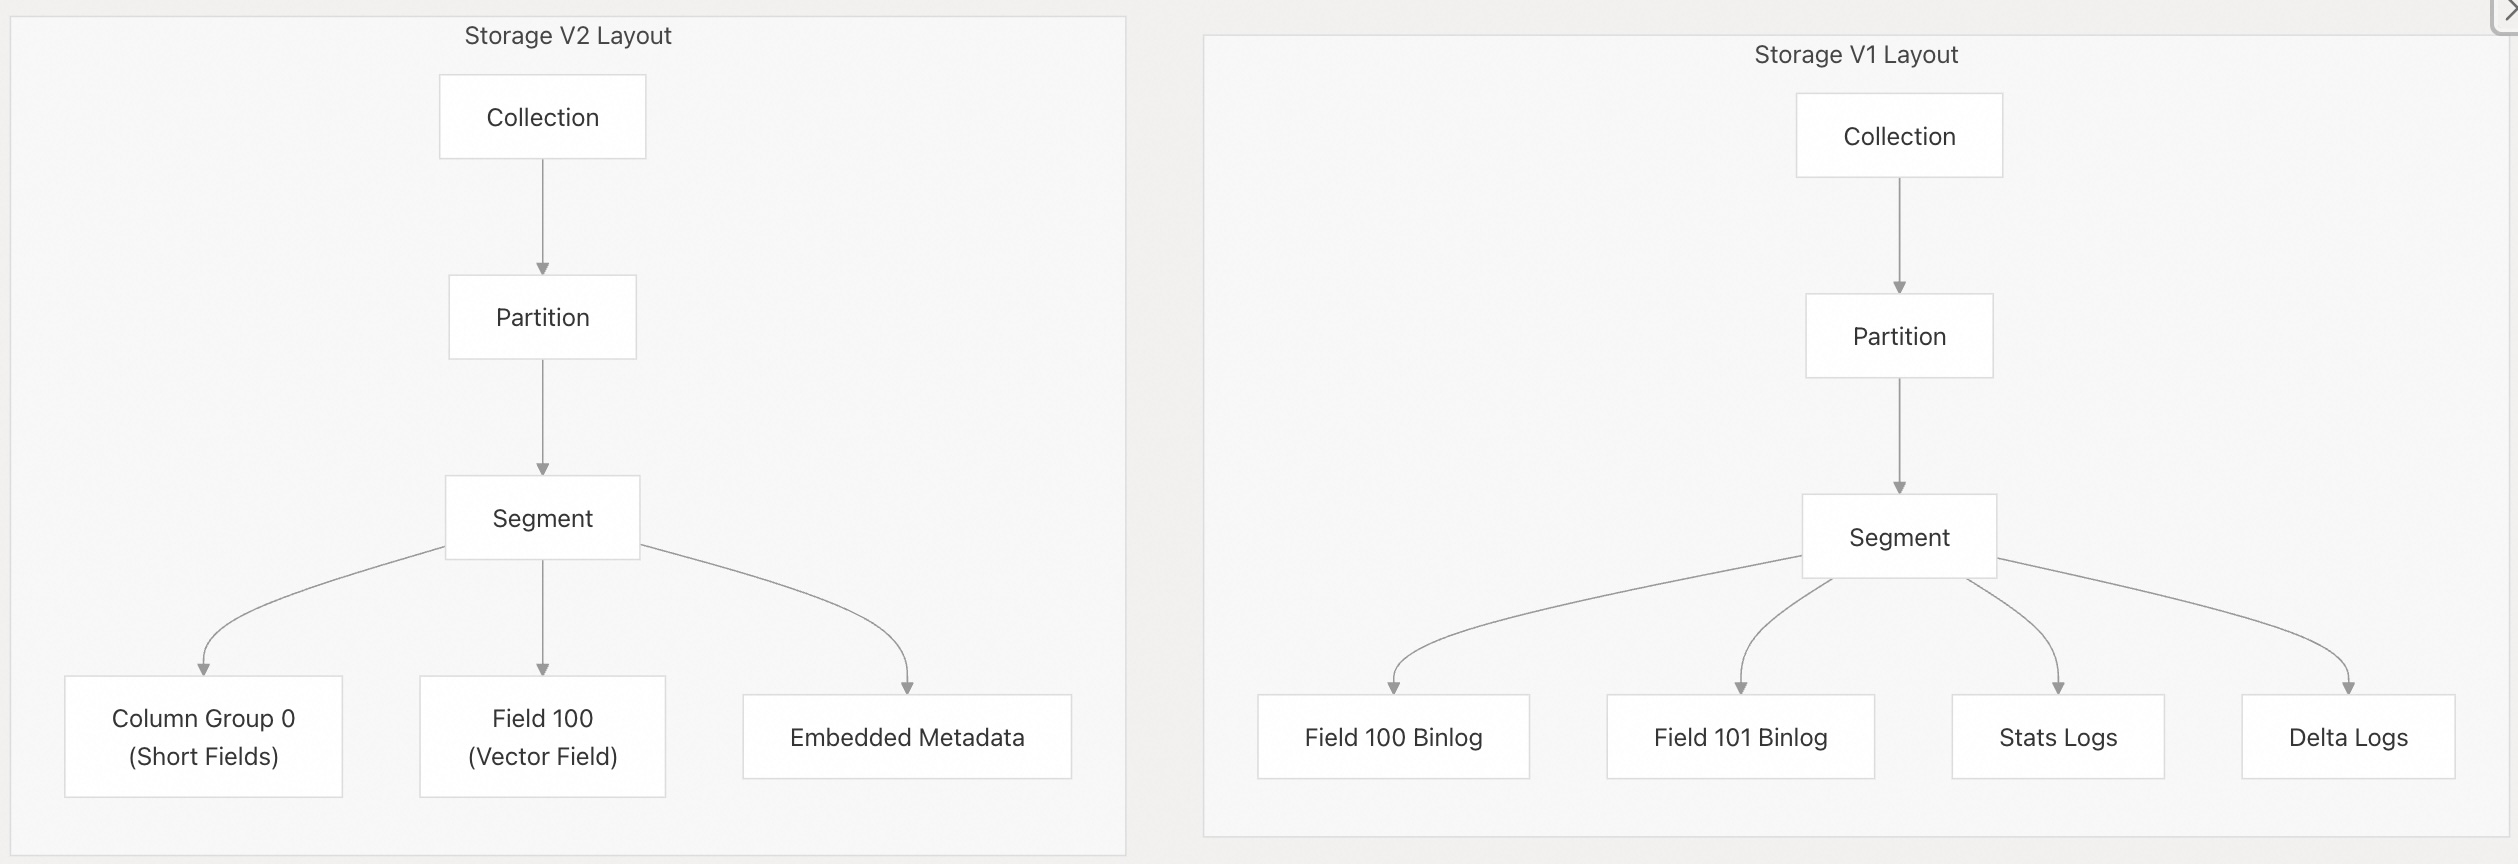 Storage V2 Layout
Collection
Partition
Segment
Column Group 0
(Short Fields)
Field 100
(Vector Field)
Embedded Metadata
Storage V1 Layout
Collection
Partition
Segment
Field 100 Binlog
Field 101 Binlog
Stats Logs
Delta Logs